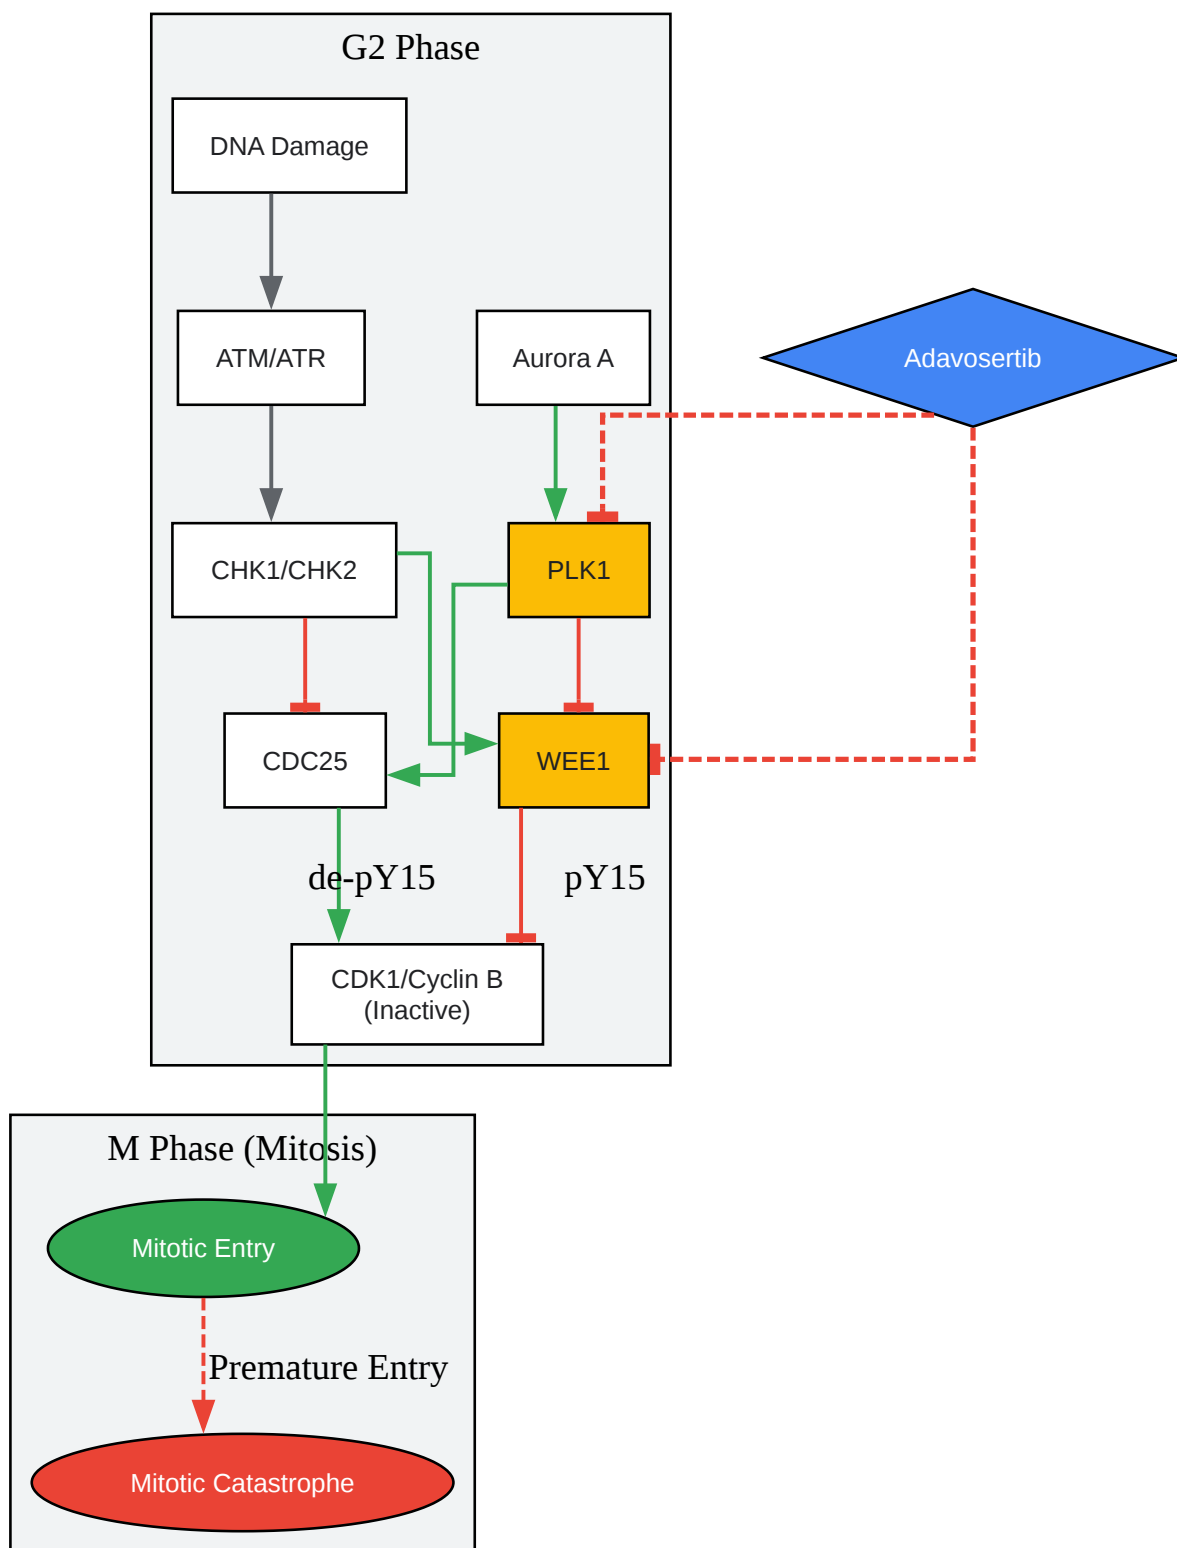 G2 Phase
DNA Damage
ATM/ATR
Aurora A
Adavosertib
CHK1/CHK2
PLK1
CDC25
WEE1
de-pY15
pY15
CDK1/Cyclin B
(Inactive)
M Phase (Mitosis)
Mitotic Entry
Premature Entry
Mitotic Catastrophe